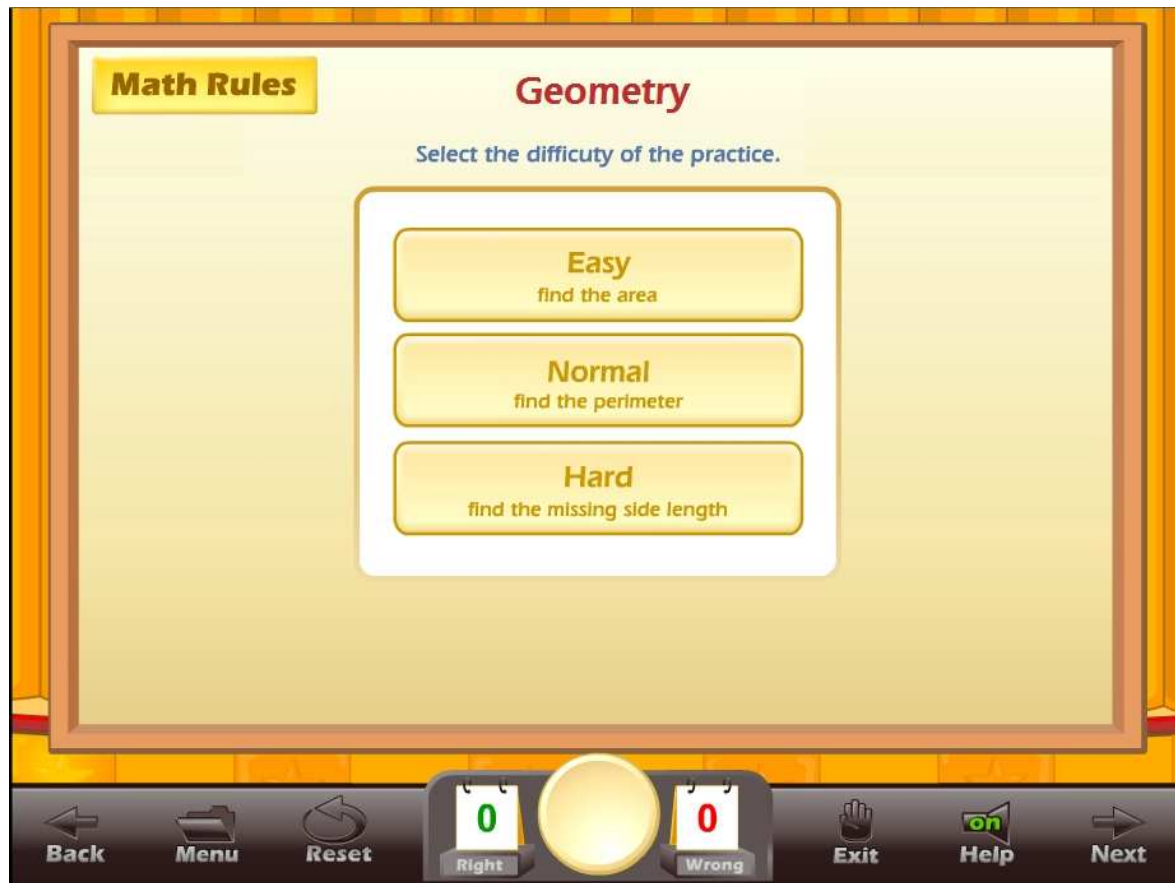 Math Rules
Geometry
Select the difficuty of the practice.
Easy
find the area
Normal
find the perimeter
Hard
find the missing side length
0
0
Right
Wrong
Back
Menu
Reset
Exit
on
Help
Next